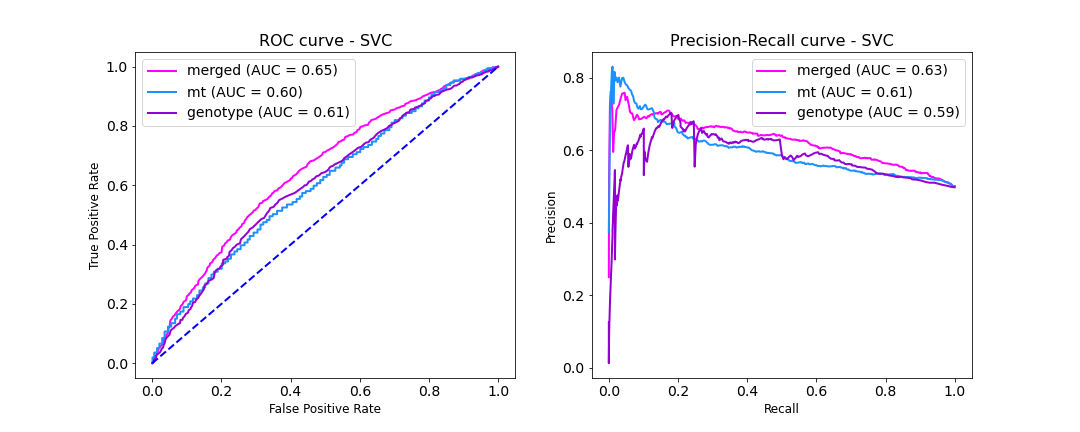 ROC curve - SVC
1.0
0.8
0.6
0.4
0.2
0.0
True Positive Rate
merged (AUC = 0.65)
mt (AUC = 0.60)
genotype (AUC = 0.61)
0.0 0.2 0.4 0.6 0.8 1.0
False Positive Rate
Precision-Recall curve - SVC
0.8
0.6
0.4
0.2
0.0
Precision
merged (AUC = 0.63)
mt (AUC = 0.61)
genotype (AUC = 0.59)
0.0 0.2 0.4 0.6 0.8 1.0
Recall